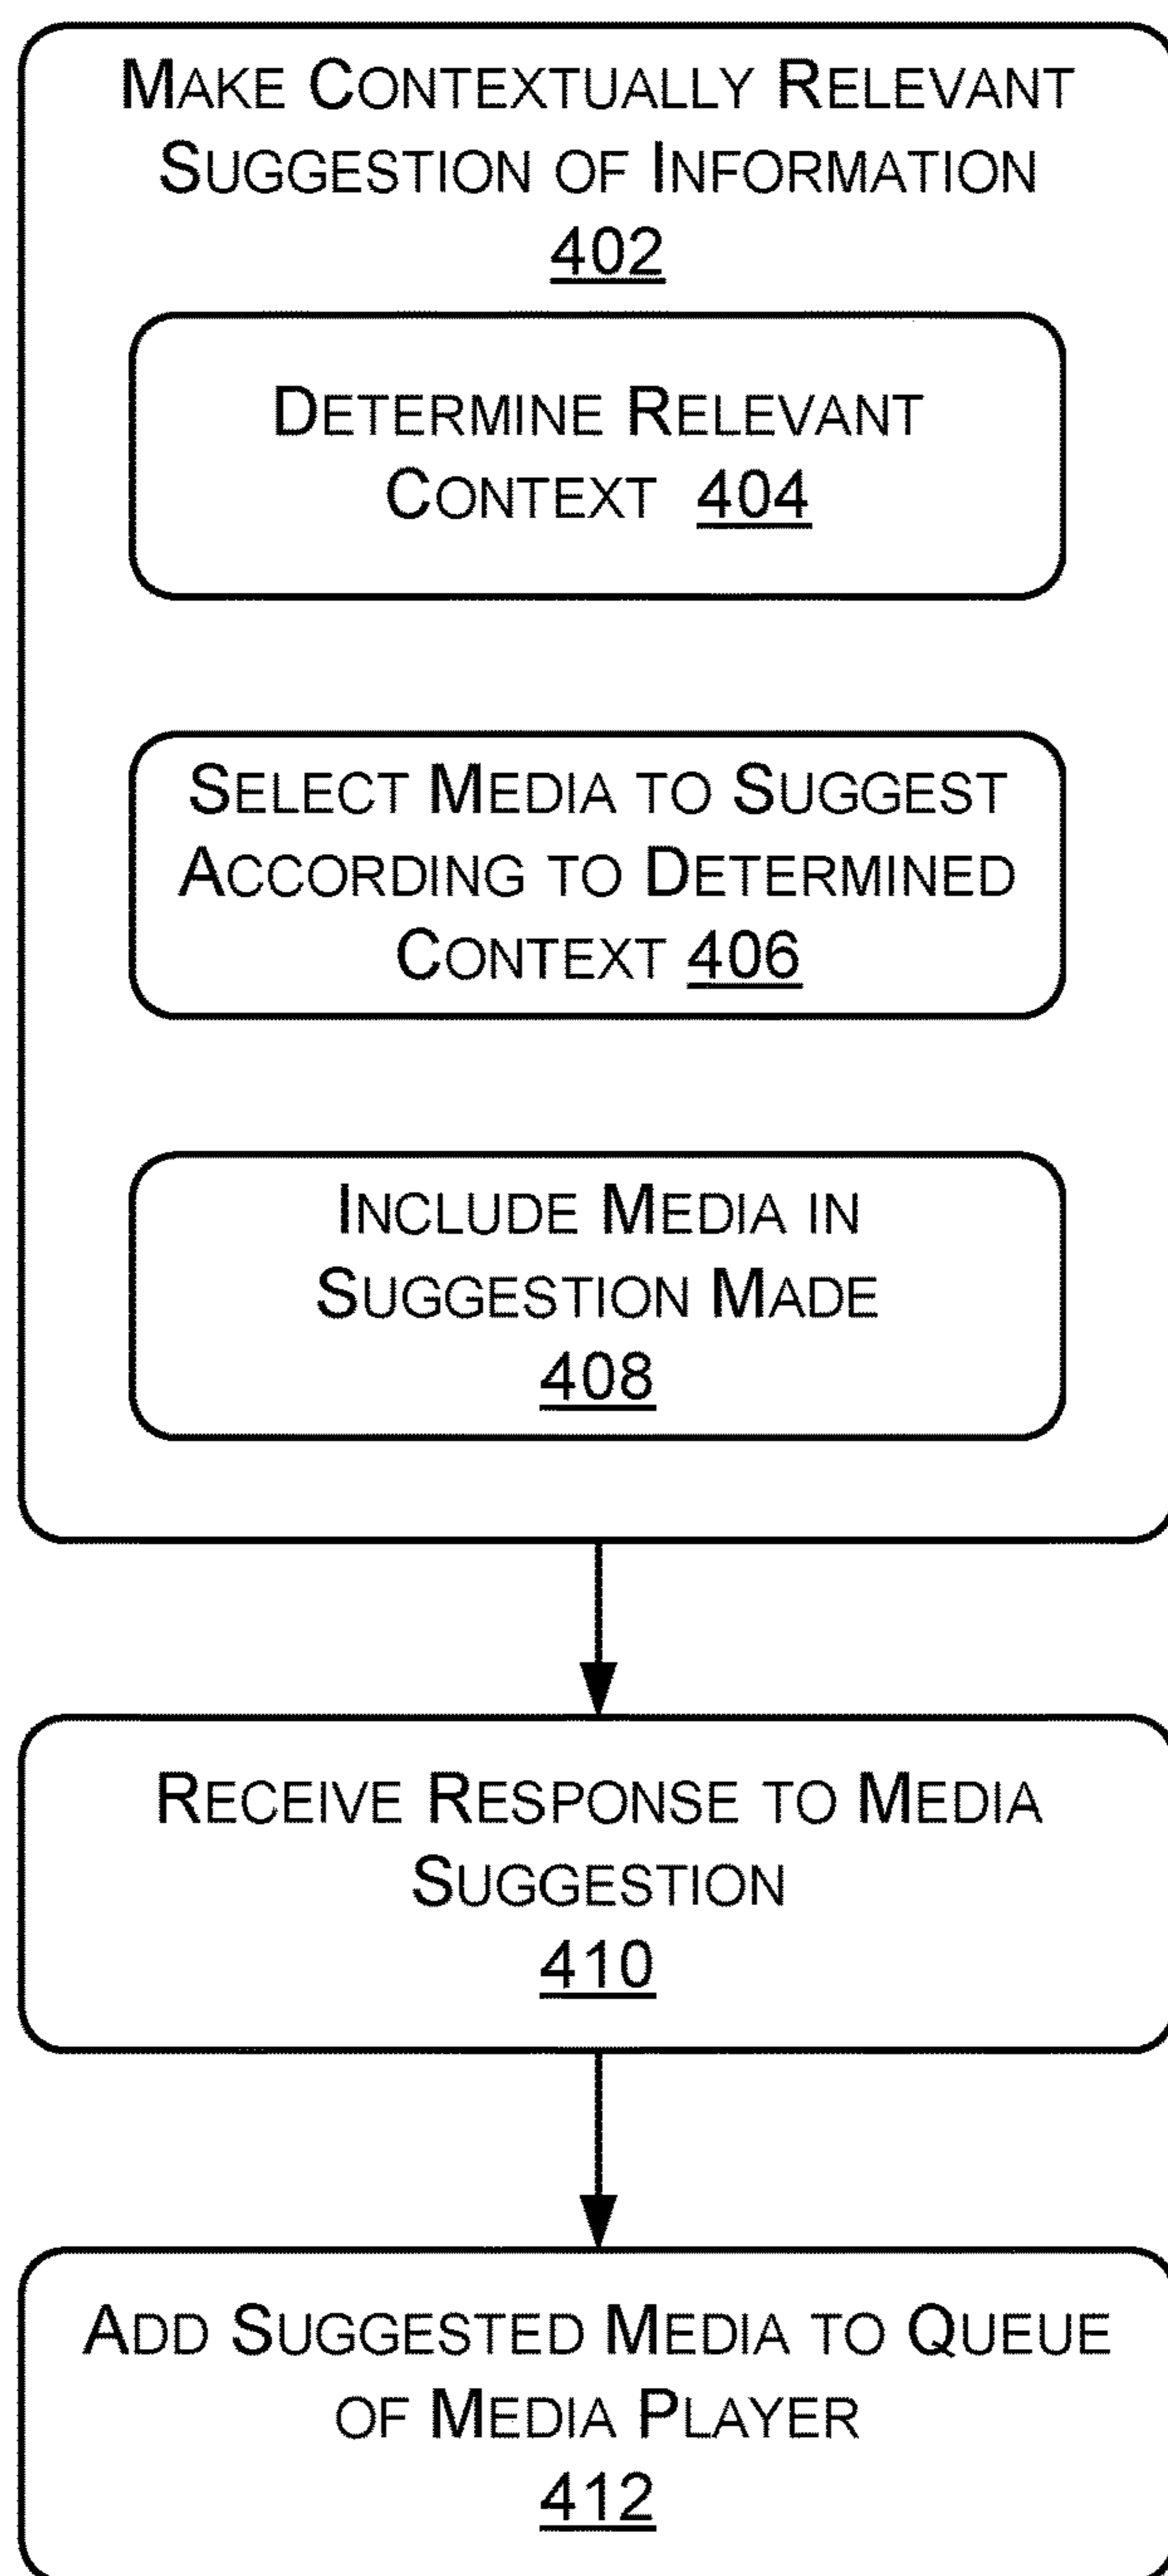 MAKE CONTEXTUALLY RELEVANT
SUGGESTION OF INFORMATION
402
DETERMINE RELEVANT
CONTEXT 404
SELECT MEDIA TO SUGGEST
ACCORDING TO DETERMINED
CONTEXT 406
INCLUDE MEDIA IN
SUGGESTION MADE
408
RECEIVE RESPONSE TO MEDIA
SUGGESTION
410
ADD SUGGESTED MEDIA TO QUEUE
OF MEDIA PLAYER
412